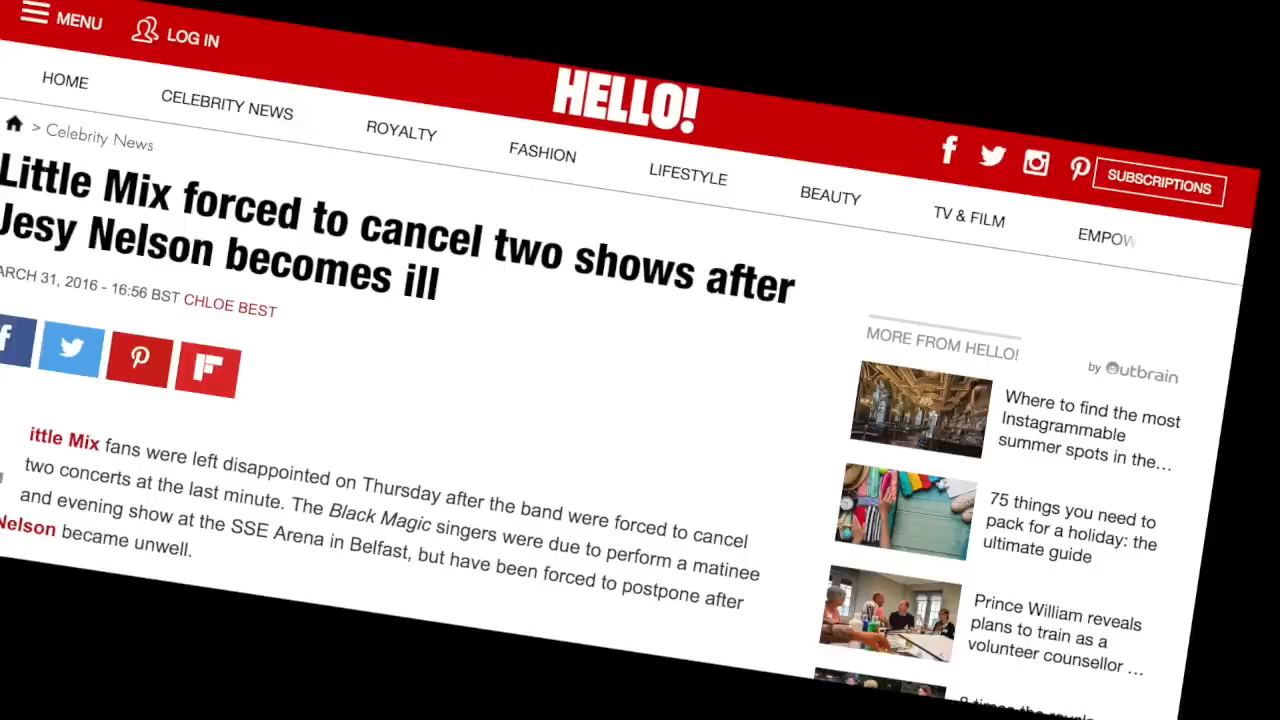 MENU
LOG IN
HELLO!
SUBSCRIPTIONS
HOME
CELEBRITY NEWS
ROYALTY
FASHION
LIFESTYLE
BEAUTY
TV & FILM
EMPOW
> Celebrity News
Little Mix forced to cancel two shows after
Jesy Nelson becomes ill
ARCH 31, 2016 - 16:56 BST CHLOE BEST
ittle Mix fans were left disappointed on Thursday after the band were forced to cancel
two concerts at the last minute. The Black Magic singers were due to perform a matinee
and evening show at the SSE Arena in Belfast, but have been forced to postpone after
Nelson became unwell.
MORE FROM HELLO!
by Outbrain
Where to find the most
Instagrammable
summer spots in the...
75 things you need to
pack for a holiday: the
ultimate guide
Prince William reveals
plans to train as a
volunteer counsellor ...